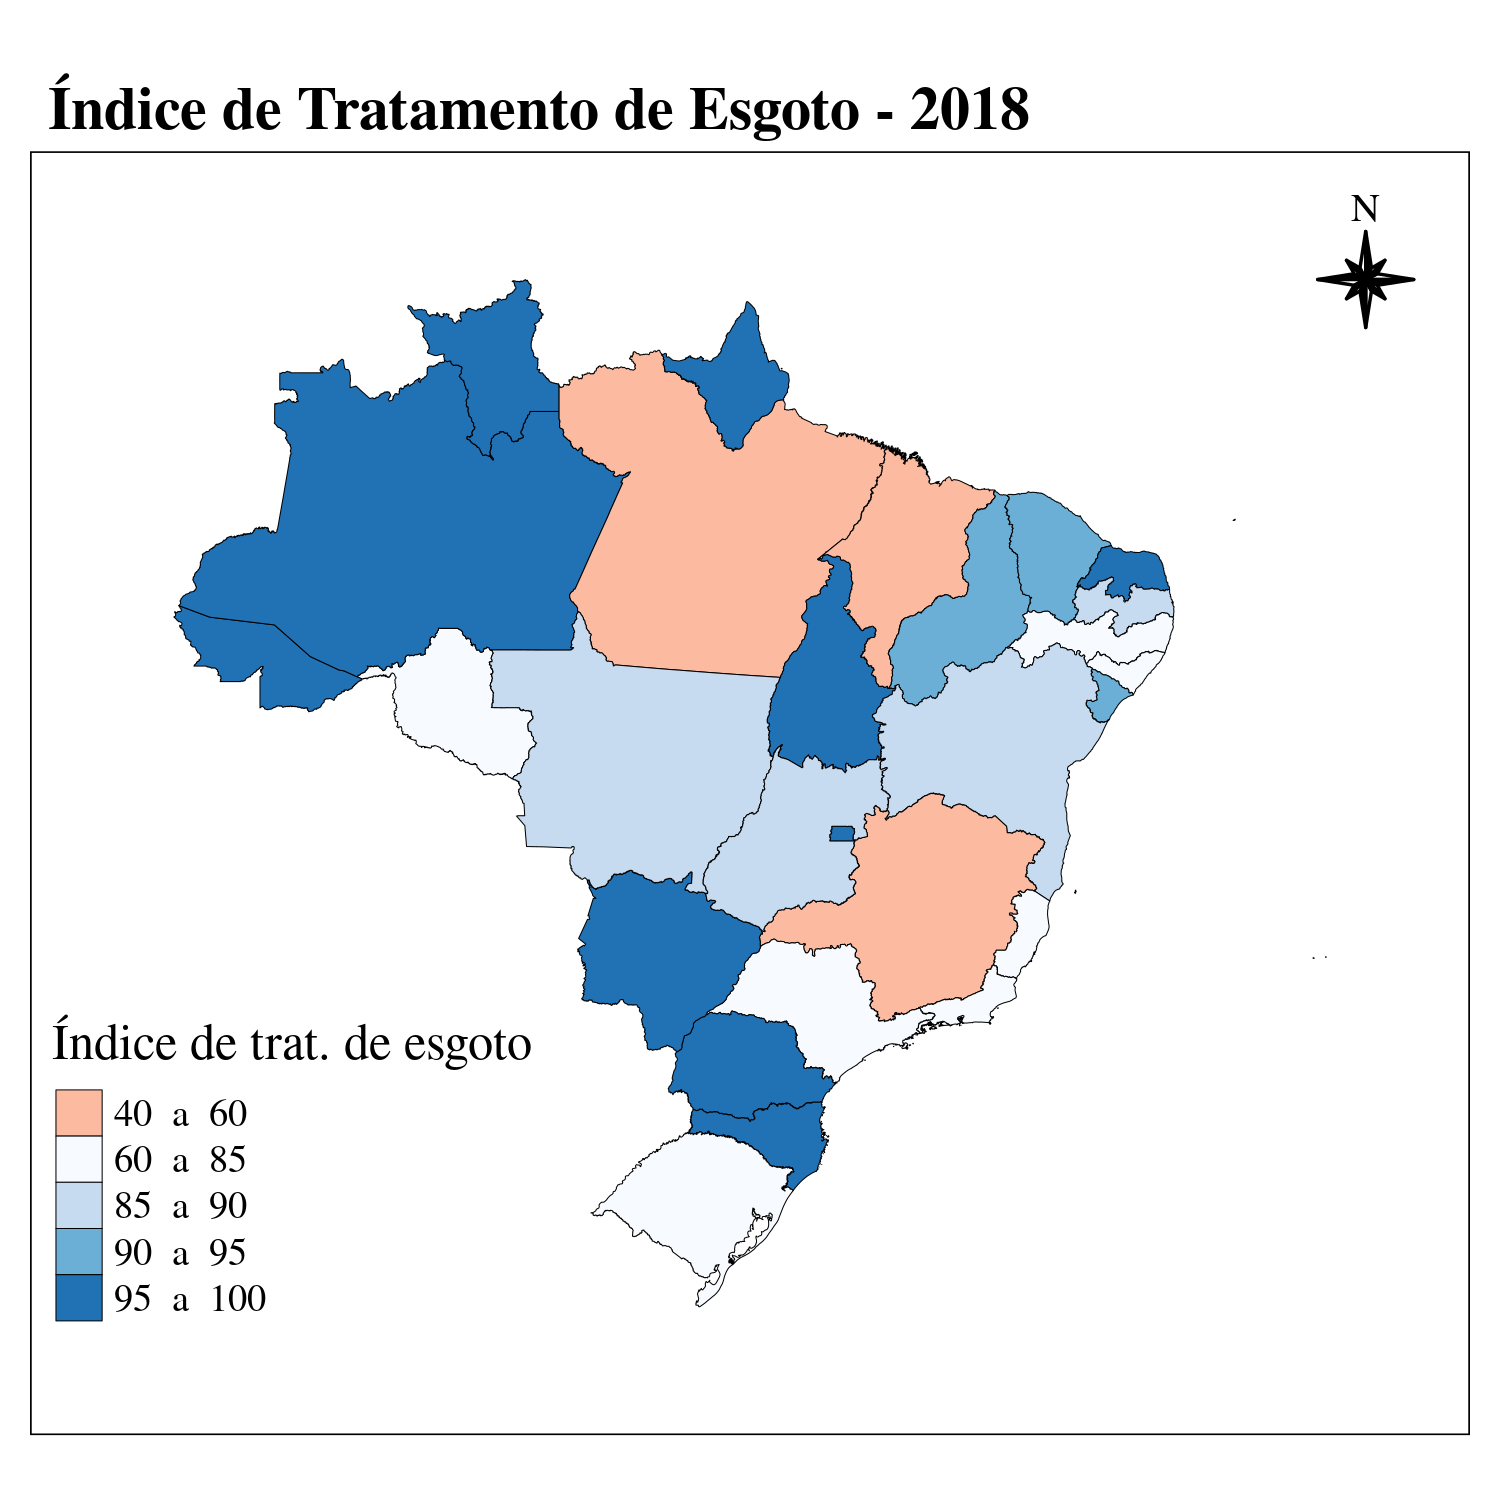 Índice de Tratamento de Esgoto - 2018
N
Índice de trat. de esgoto
40 a 60
60 a 85
85 a 90
90 a 95
95 a 100